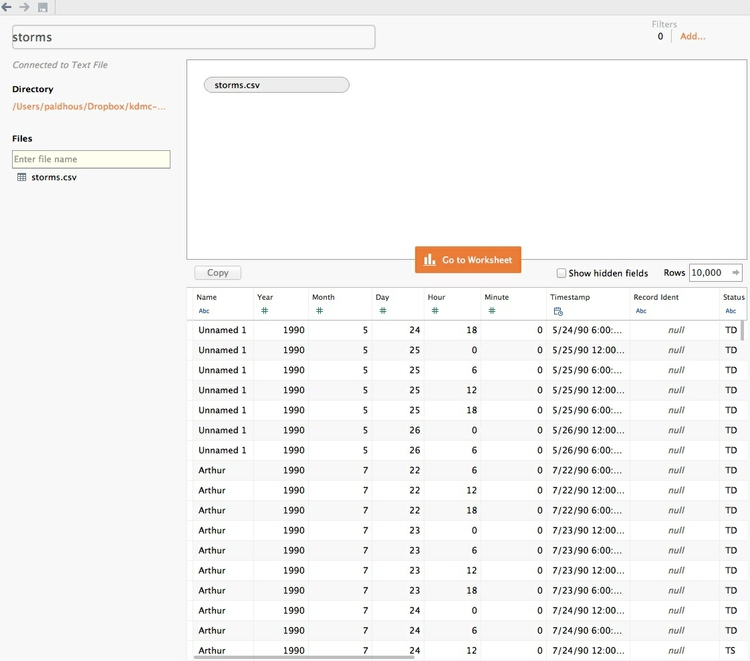 storms
Filters
0 Add...
Connected to Text File
Directory
/Users/paldhous/Dropbox/kdmc-...
Files
Enter file name
storms.csv
storms.csv
Go to Worksheet
Copy
Show hidden fields Rows 10,000
Name Year Month Day Hour Minute Timestamp Record Ident Status
Abc # # # # # Abc Abc
Unnamed 1 1990 5 24 18 0 5/24/90 6:00:... null TD
Unnamed 1 1990 5 25 0 0 5/25/90 12:00... null TD
Unnamed 1 1990 5 25 6 0 5/25/90 6:00:... null TD
Unnamed 1 1990 5 25 12 0 5/25/90 12:00... null TD
Unnamed 1 1990 5 25 18 0 5/25/90 6:00:... null TD
Unnamed 1 1990 5 26 0 0 5/26/90 12:00... null TD
Unnamed 1 1990 5 26 6 0 5/26/90 6:00:... null TD
Arthur 1990 7 22 6 0 7/22/90 6:00:... null TD
Arthur 1990 7 22 12 0 7/22/90 12:00... null TD
Arthur 1990 7 22 18 0 7/22/90 6:00:... null TD
Arthur 1990 7 23 0 0 7/23/90 12:00... null TD
Arthur 1990 7 23 6 0 7/23/90 6:00:... null TD
Arthur 1990 7 23 12 0 7/23/90 12:00... null TD
Arthur 1990 7 23 18 0 7/23/90 6:00:... null TD
Arthur 1990 7 24 0 0 7/24/90 12:00... null TD
Arthur 1990 7 24 6 0 7/24/90 6:00:... null TD
Arthur 1990 7 24 12 0 7/24/90 12:00... null TS